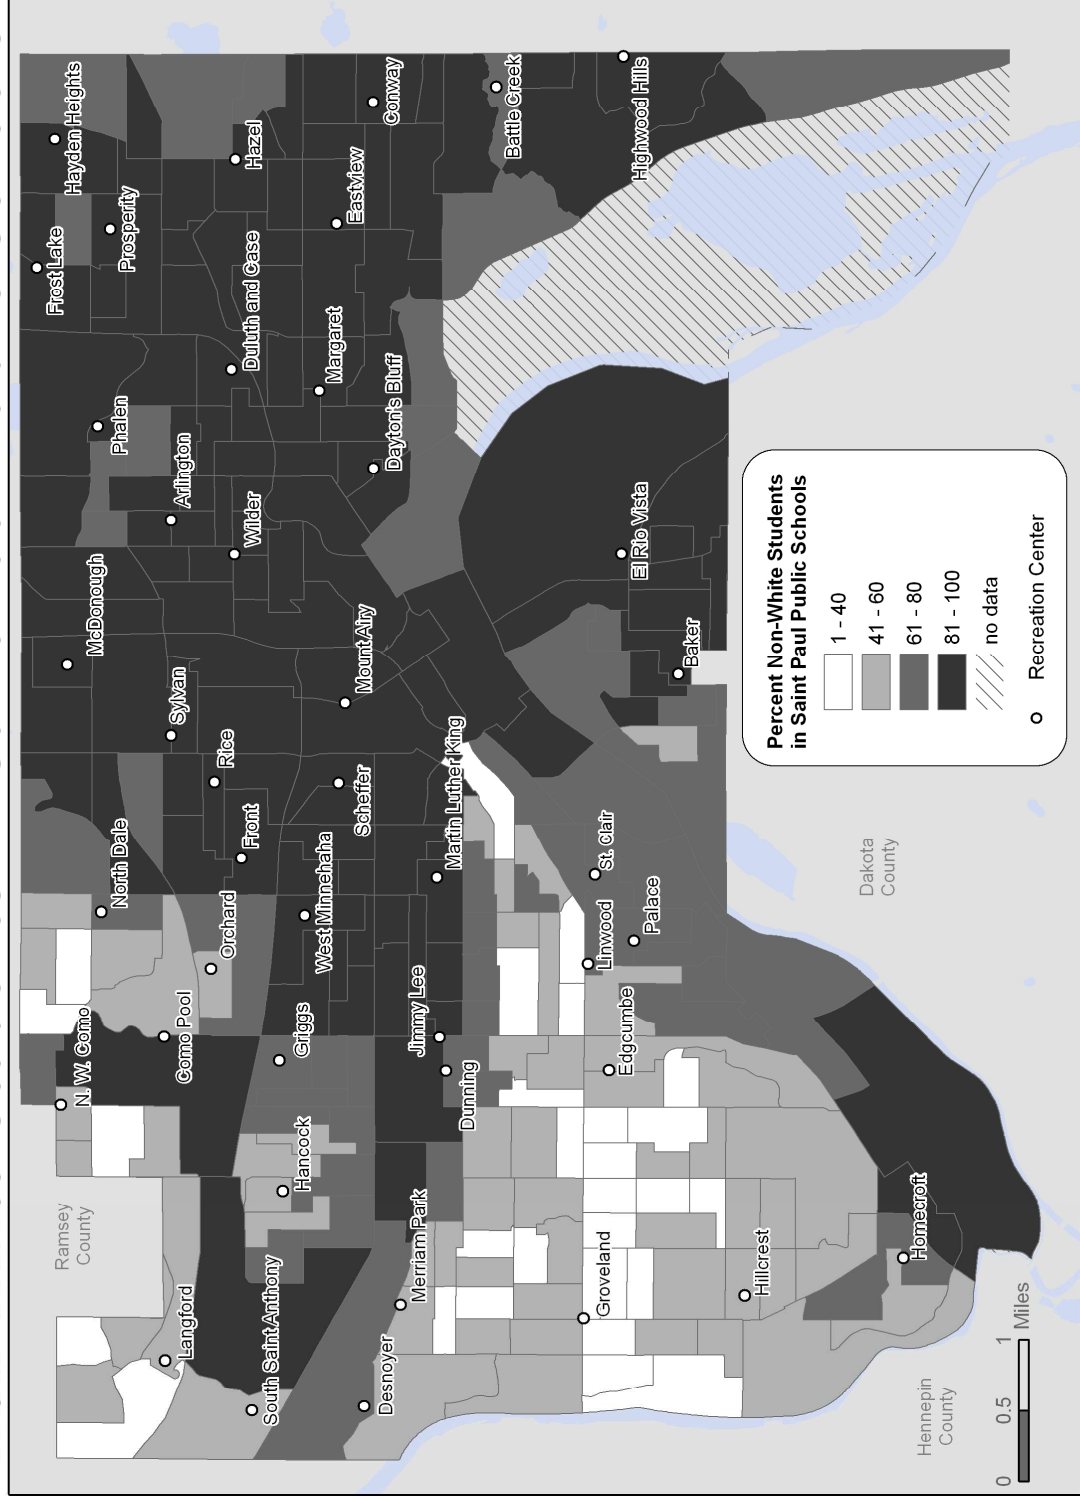 Ramsey
County
Langford
South Saint Anthony
Desnoyer
Merriam Park
Hancock
N. W. Como
Como Pool
Griggs
Dunning
Jimmy Lee
North Dale
Orchard
West Minnehaha
Front
Rice
Sylvan
Scheffer
Martin Luther King
McDonough
Mount Airy
Wilder
Arlington
Phalen
Dayton's Bluff
Margaret
Duluth and Case
Frost Lake
Prosperity
Hayden Heights
Hazel
Eastview
Conway
Battle Creek
Highwood Hills
Groveland
Hillcrest
Homecroft
Edgcumbe
Linwood
Palace
St. clair
Baker
El Rio Vista
Hennepin
County
Dakota
County
0
0.5
1
Miles
Percent Non-White Students
in Saint Paul Public Schools
1 - 40
41 - 60
61 - 80
81 - 100
no data
Recreation Center